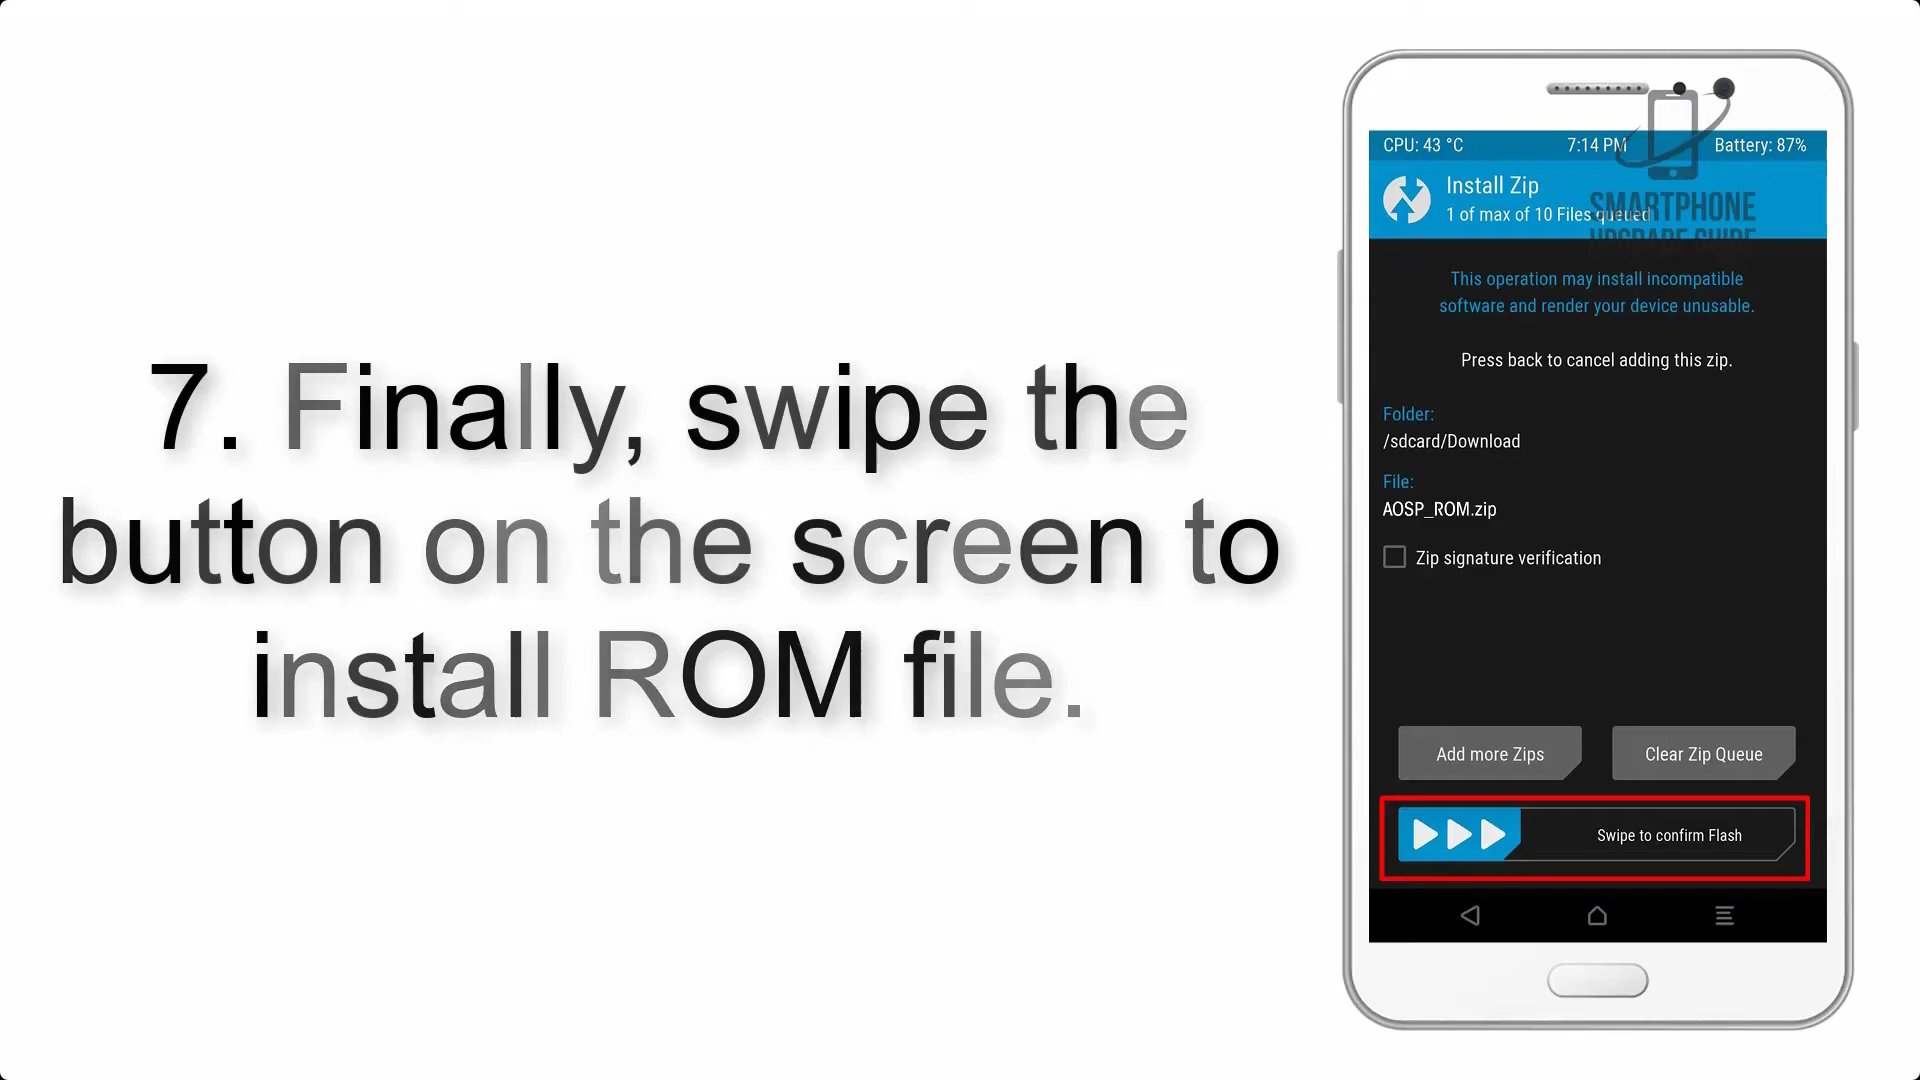 7. Finally, swipe the
button on the screen to
install ROM file.
CPU: 43 °C 7:14 PM Battery: 87%
Install Zip
1 of max of 10 Files queued
SMARTPHONE
UPGRADE GUIDE
This operation may install incompatible
software and render your device unusable.
Press back to cancel adding this zip.
Folder:
/sdcard/Download
File:
AOSP_ROM.zip
Zip signature verification
Add more Zips Clear Zip Queue
Swipe to confirm Flash